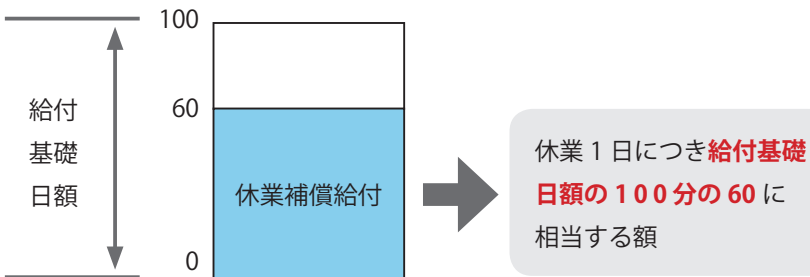 100
60
0
給付
基礎
日額
休業補償給付
休業 1 日につき給付基礎
日額の 1 0 0 分の 60 に
相当する額